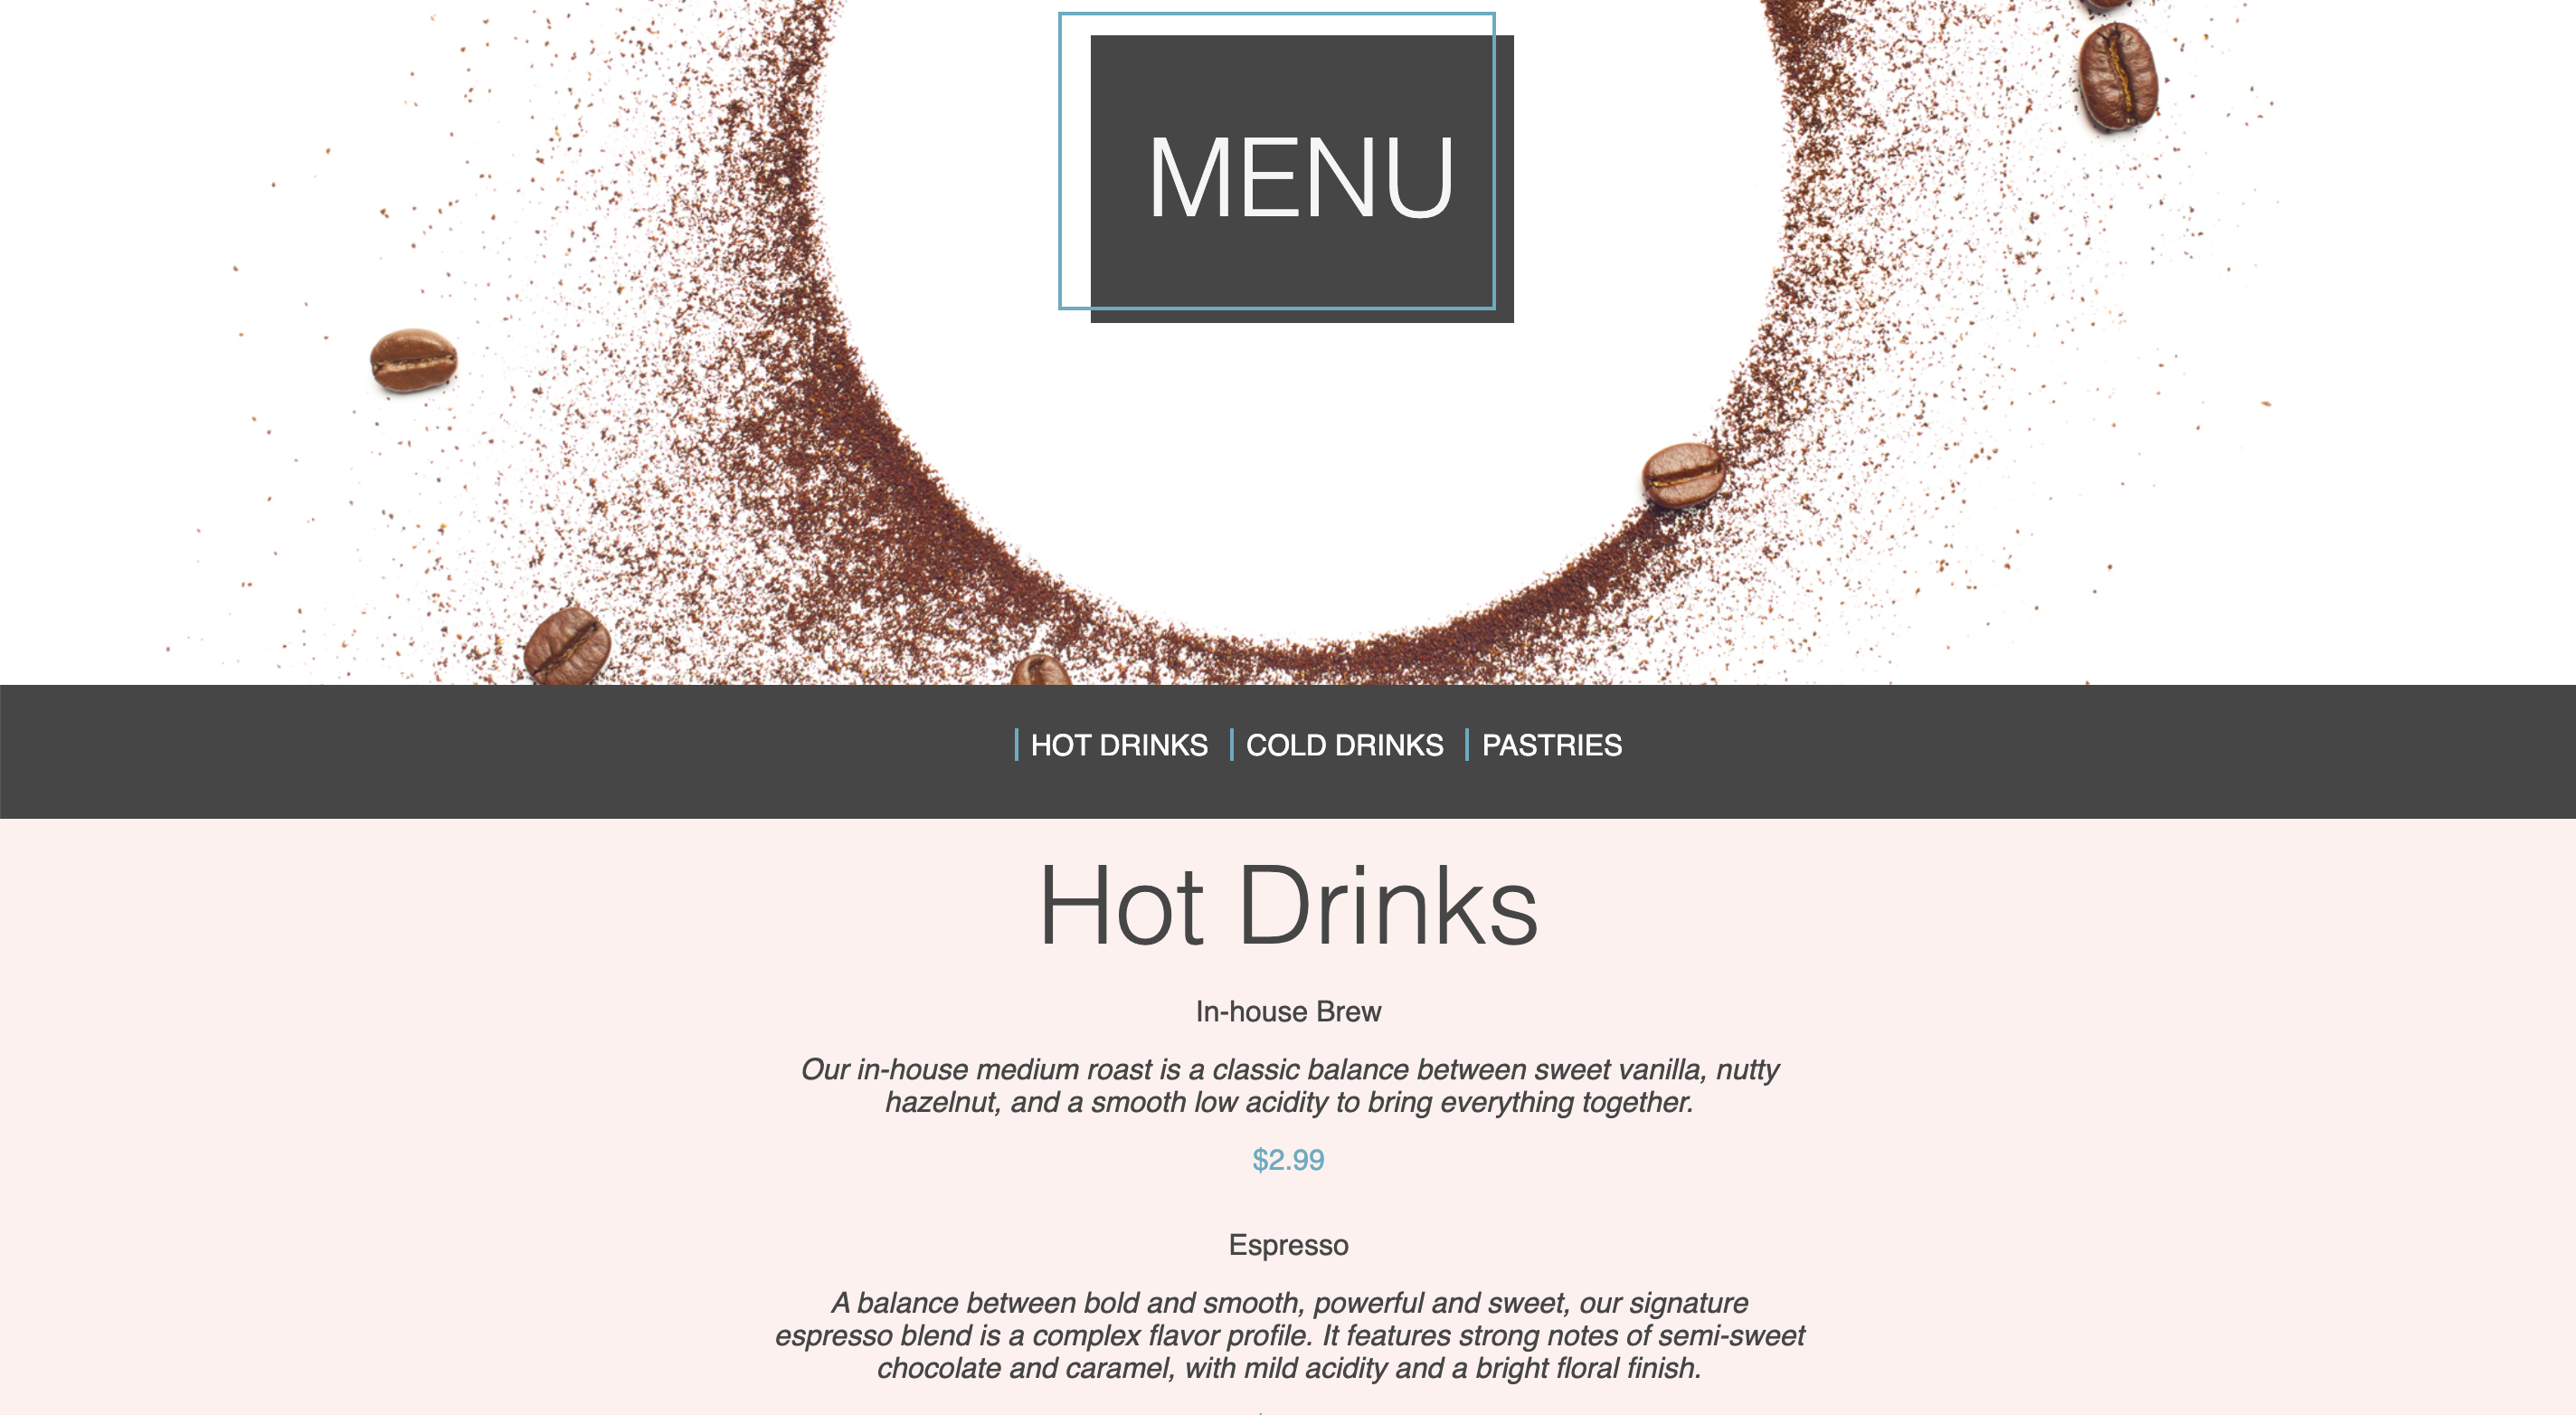 MENU
HOT DRINKS
COLD DRINKS
PASTRIES
Hot Drinks
In-house Brew
Our in-house medium roast is a classic balance between sweet vanilla, nutty
hazelnut, and a smooth low acidity to bring everything together.
$2.99
Espresso
A balance between bold and smooth, powerful and sweet, our signature
espresso blend is a complex flavor profile. It features strong notes of semi-sweet
chocolate and caramel, with mild acidity and a bright floral finish.